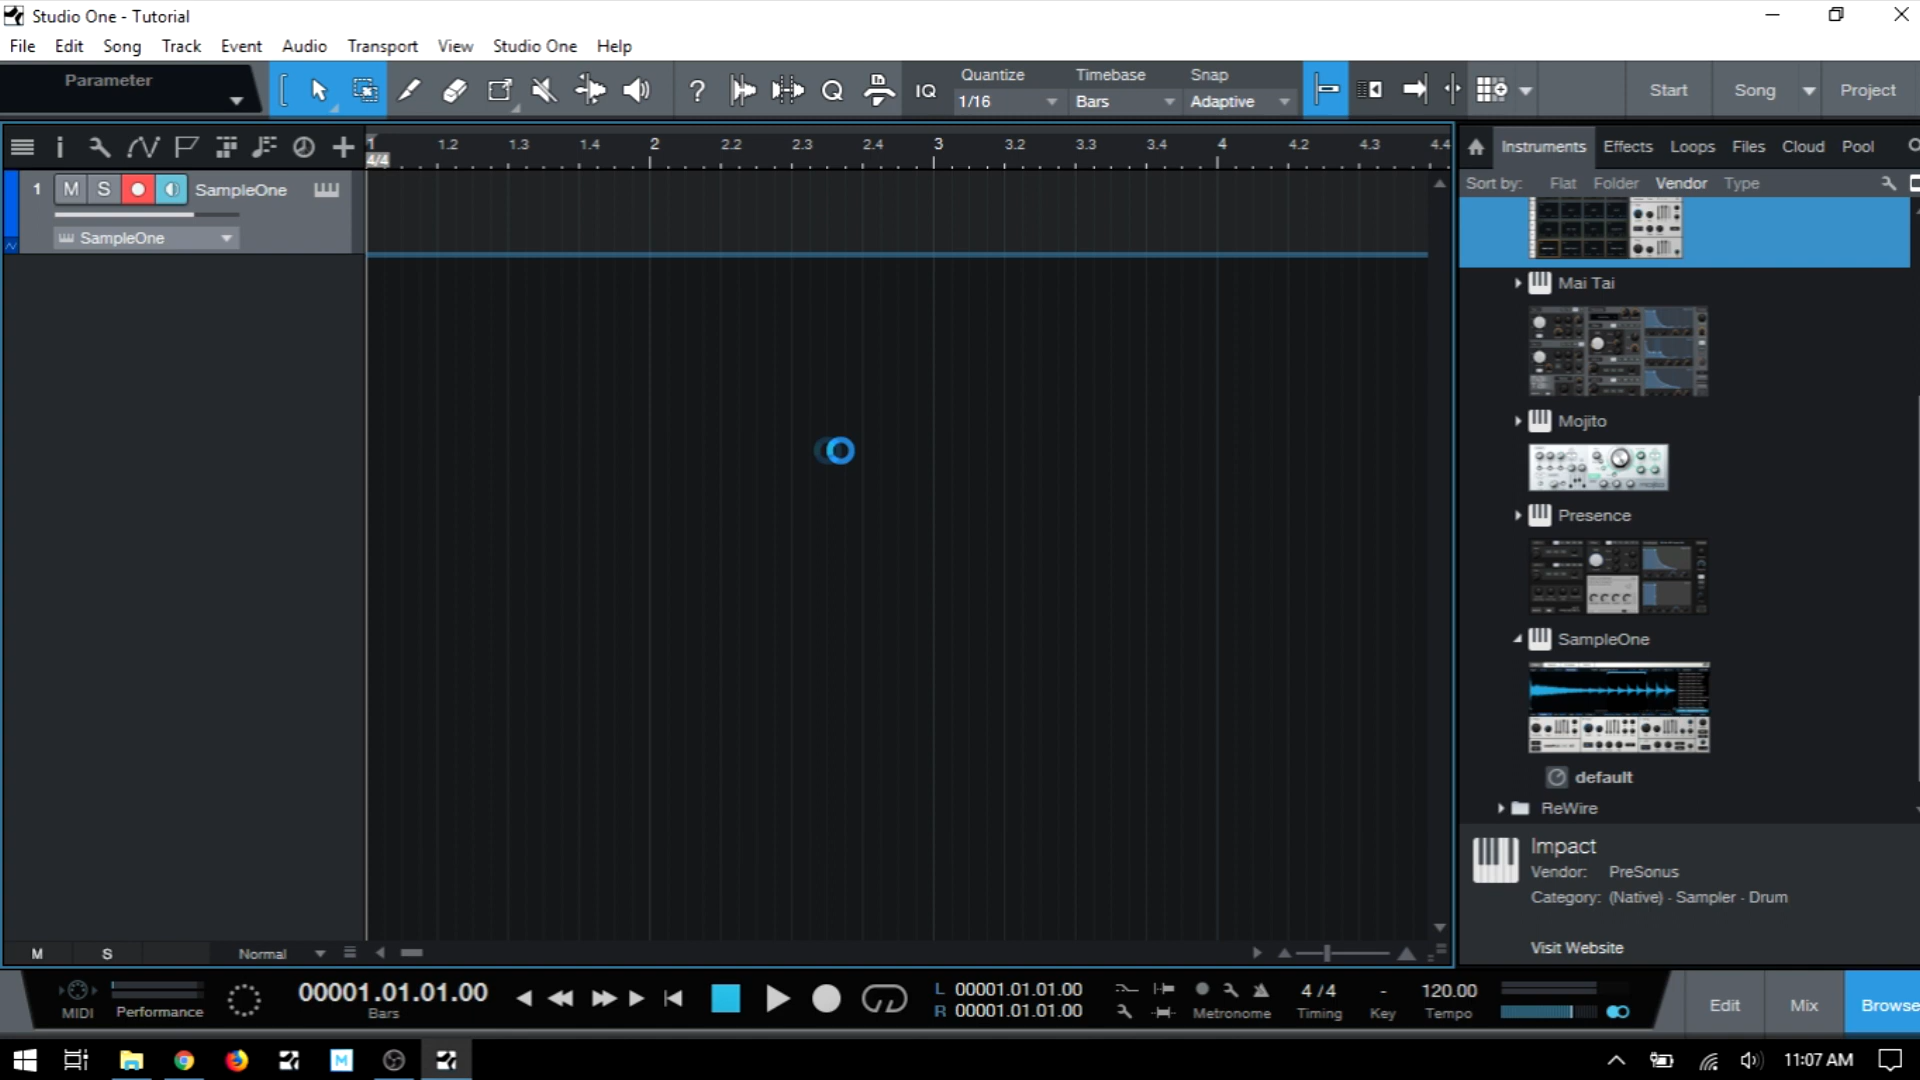 Studio One - Tutorial
File Edit Song Track Event Audio Transport View Studio One Help
Parameter
Quantize Timebase Snap
? Q IQ 1/16 Bars Adaptive Start Song Project
1 1.2 1.3 1.4 2 2.2 2.3 2.4 3 3.2 3.3 3.4 4 4.2 4.3 4.4
4/4
Instruments Effects Loops Files Cloud Pool
Sort by: Flat Folder Vendor Type
1 M S SampleOne
SampleOne
Mai Tai
Mojito
Presence
SampleOne
default
ReWire
Impact
Vendor: PreSonus
Category: (Native) - Sampler - Drum
Visit Website
M S Normal
MIDI Performance
00001.01.01.00
Bars
L 00001.01.01.00
R 00001.01.01.00
Metronome
4 / 4
Timing
-
Key
120.00
Tempo
Edit Mix Browse
M
11:07 AM